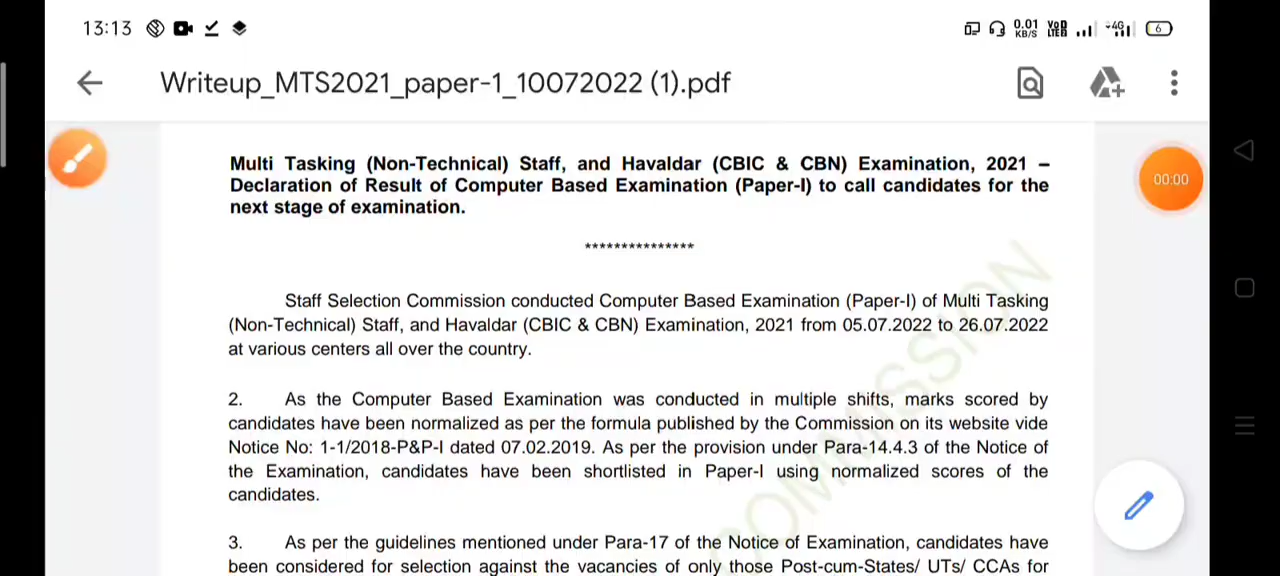 13:13 0.01 KB/S Vo0 LTE 4G 6
Writeup_MTS2021_paper-1_10072022 (1).pdf
Multi Tasking (Non-Technical) Staff, and Havaldar (CBIC & CBN) Examination, 2021 –
Declaration of Result of Computer Based Examination (Paper-I) to call candidates for the
next stage of examination.
00:00
***************
Staff Selection Commission conducted Computer Based Examination (Paper-I) of Multi Tasking
(Non-Technical) Staff, and Havaldar (CBIC & CBN) Examination, 2021 from 05.07.2022 to 26.07.2022
at various centers all over the country.
2. As the Computer Based Examination was conducted in multiple shifts, marks scored by
candidates have been normalized as per the formula published by the Commission on its website vide
Notice No: 1-1/2018-P&P-I dated 07.02.2019. As per the provision under Para-14.4.3 of the Notice of
the Examination, candidates have been shortlisted in Paper-I using normalized scores of the
candidates.
3. As per the guidelines mentioned under Para-17 of the Notice of Examination, candidates have
been considered for selection against the vacancies of only those Post-cum-States/ UTs/ CCAs for
COMMISSION